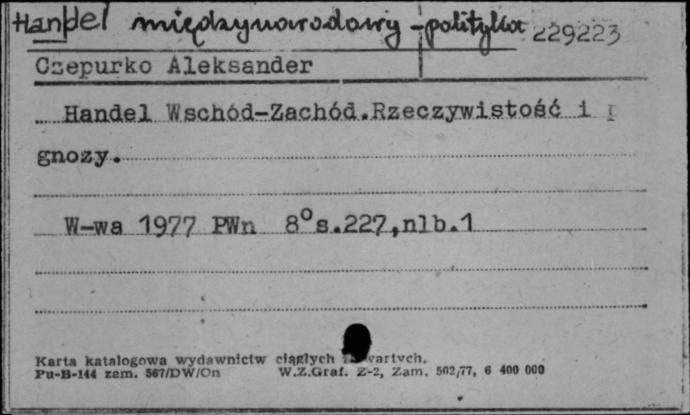 Handel międzynarodowy - polityka 229223
Czepurko Aleksander
Handel Wschód-Zachód.Rzeczywistość i
gnozy.
W-wa 1977 PWn 8°s.227,nlb.1
Karta katalogowa wydawnictw ciągłych
Pu-B-144 zam. 567/DW/On W.Z.Graf. Z-2, Zam. 502/77, 6 400 000